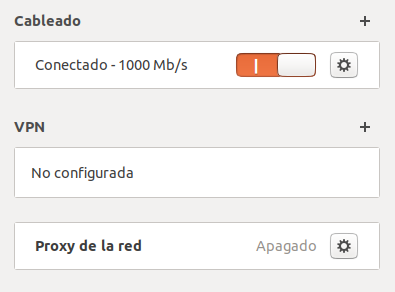 Cableado
Conectado - 1000 Mb/s
VPN
No configurada
Proxy de la red Apagado